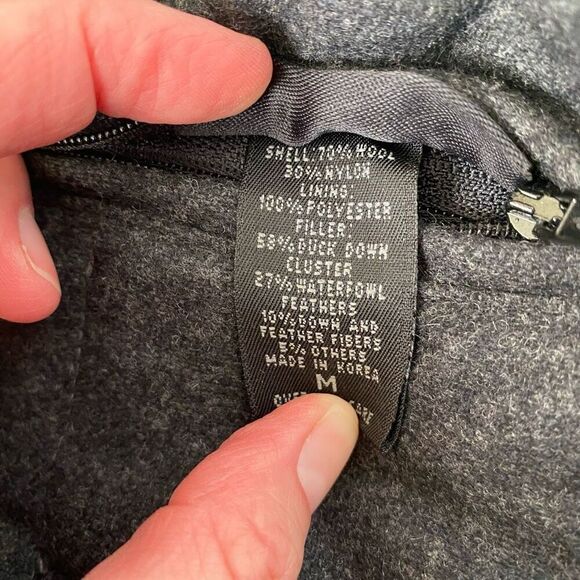 SHELL: 70% WOOL
30% NYLON
LINING:
100% POLYESTER
FILLER:
58% DUCK DOWN
CLUSTER
27% WATERFOWL
FEATHERS
10% DOWN AND
FEATHER FIBERS
5% OTHERS
MADE IN KOREA
M